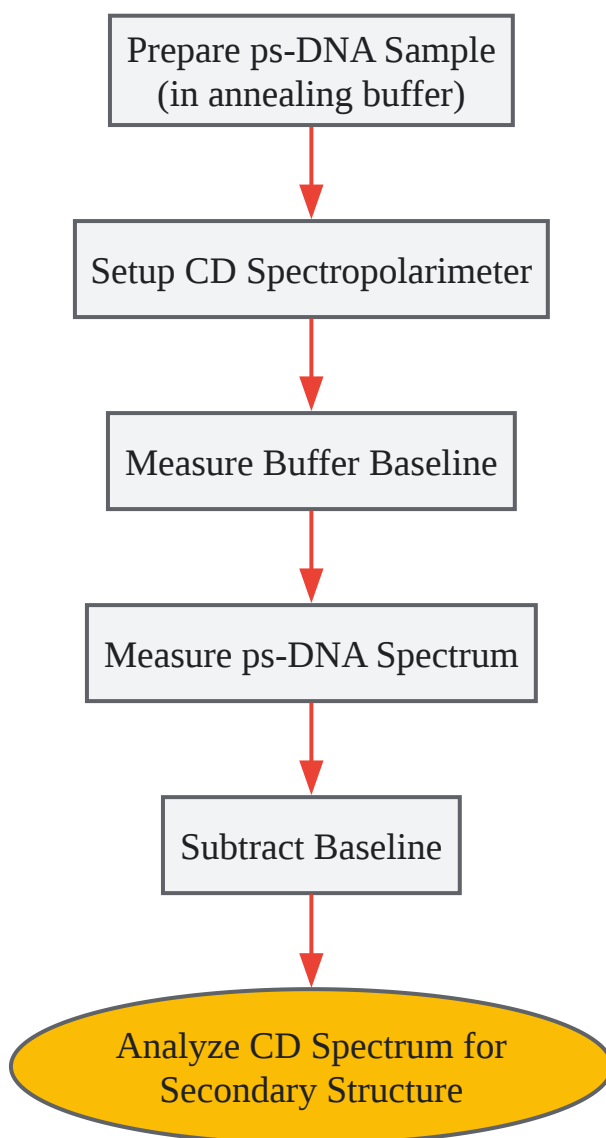 Prepare ps-DNA Sample
(in annealing buffer)
Setup CD Spectropolarimeter
Measure Buffer Baseline
Measure ps-DNA Spectrum
Subtract Baseline
Analyze CD Spectrum for
Secondary Structure